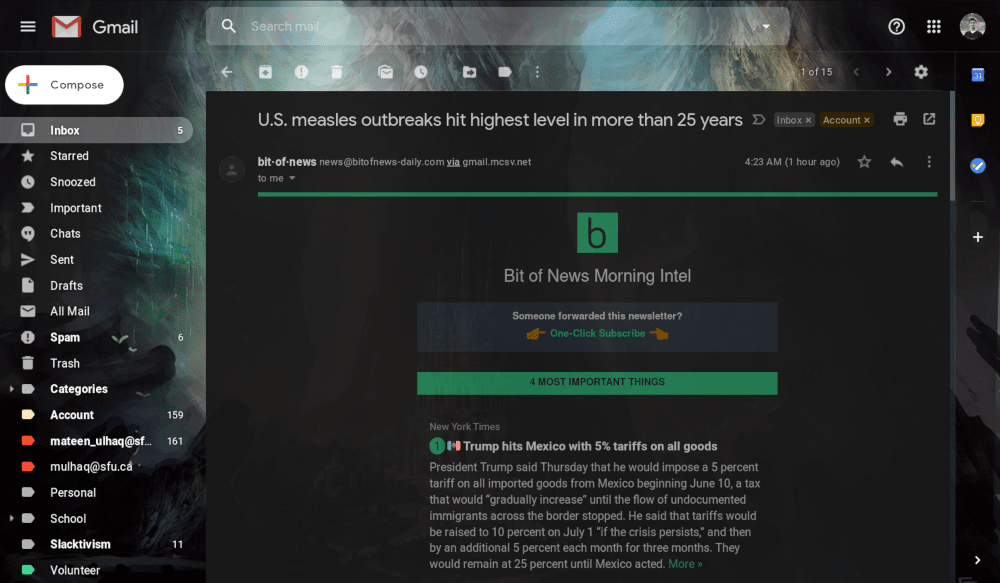 Gmail
Search mail
Compose
1 of 15
31
Inbox 5
Starred
Snoozed
Important
Chats
Sent
Drafts
All Mail
Spam 6
Trash
Categories
Account 159
mateen_ulhaq@sf... 161
mulhaq@sfu.ca
Personal
School
Slacktivism 11
Volunteer
U.S. measles outbreaks hit highest level in more than 25 years Inbox × Account ×
bit·of·news news@bitofnews-daily.com via gmail.mcsv.net 4:23 AM (1 hour ago)
to me
b
Bit of News Morning Intel
Someone forwarded this newsletter?
One-Click Subscribe
4 MOST IMPORTANT THINGS
New York Times
1 Trump hits Mexico with 5% tariffs on all goods
President Trump said Thursday that he would impose a 5 percent
tariff on all imported goods from Mexico beginning June 10, a tax
that would “gradually increase” until the flow of undocumented
immigrants across the border stopped. He said that tariffs would
be raised to 10 percent on July 1 “if the crisis persists,” and then
by an additional 5 percent each month for three months. They
would remain at 25 percent until Mexico acted. More »